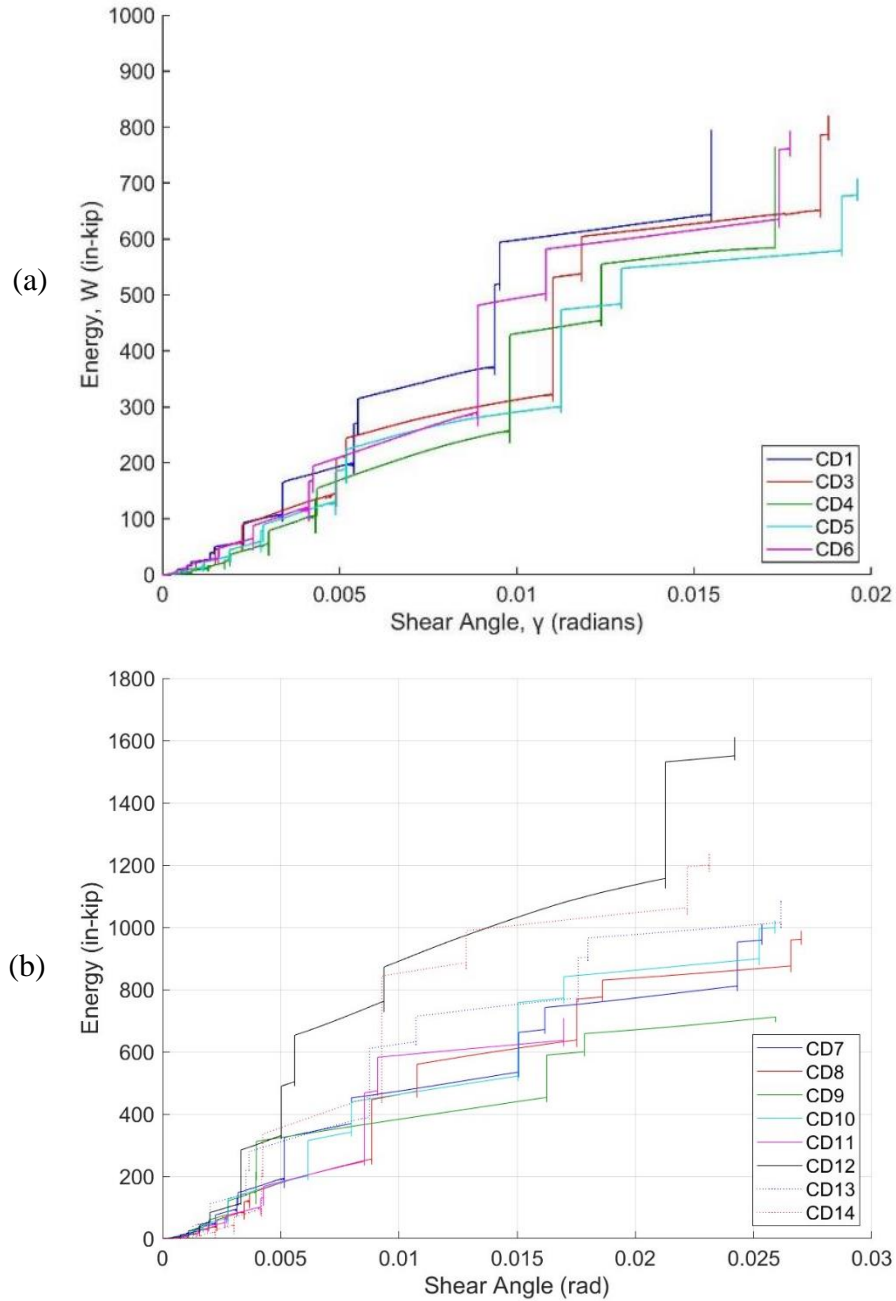 (a)
Energy, W (in-kip)
1000
900
800
700
600
500
400
300
200
100
0
0 0.005 0.01 0.015 0.02
Shear Angle, γ (radians)
CD1
CD3
CD4
CD5
CD6
(b)
Energy (in-kip)
1800
1600
1400
1200
1000
800
600
400
200
0
0 0.005 0.01 0.015 0.02 0.025 0.03
Shear Angle (rad)
CD7
CD8
CD9
CD10
CD11
CD12
CD13
CD14